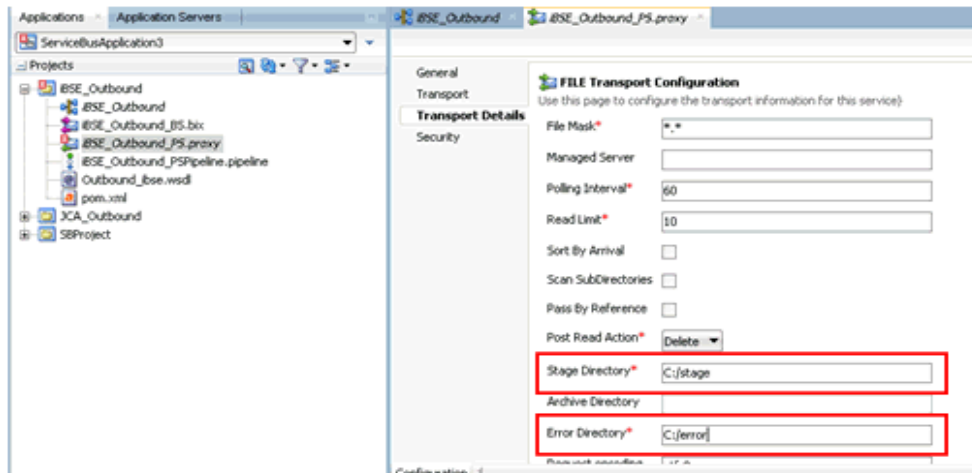 Applications
Application Servers
ServiceBusApplication3
Projects
iBSE_Outbound
iBSE_Outbound
iBSE_Outbound_BS.bix
iBSE_Outbound_PS.proxy
iBSE_Outbound_PSPipeline.pipeline
Outbound_ibse.wsdl
pom.xml
JCA_Outbound
SBProject
iBSE_Outbound
iBSE_Outbound_PS.proxy
General
Transport
Transport Details
Security
FILE Transport Configuration
Use this page to configure the transport information for this service}
File Mask* *.*
Managed Server
Polling Interval* 60
Read Limit* 10
Sort By Arrival
Scan SubDirectories
Pass By Reference
Post Read Action* Delete
Stage Directory* C:/stage
Archive Directory
Error Directory* C:/error
Request encoding
Configuration